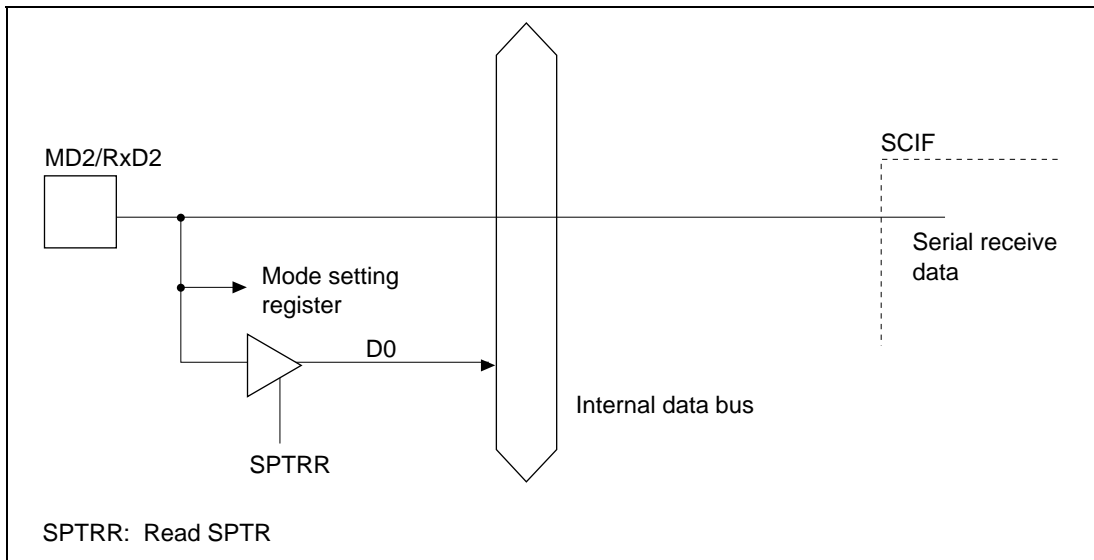 MD2/RxD2
SCIF
Serial receive
data
Mode setting
register
D0
Internal data bus
SPTRR
SPTRR: Read SPTR